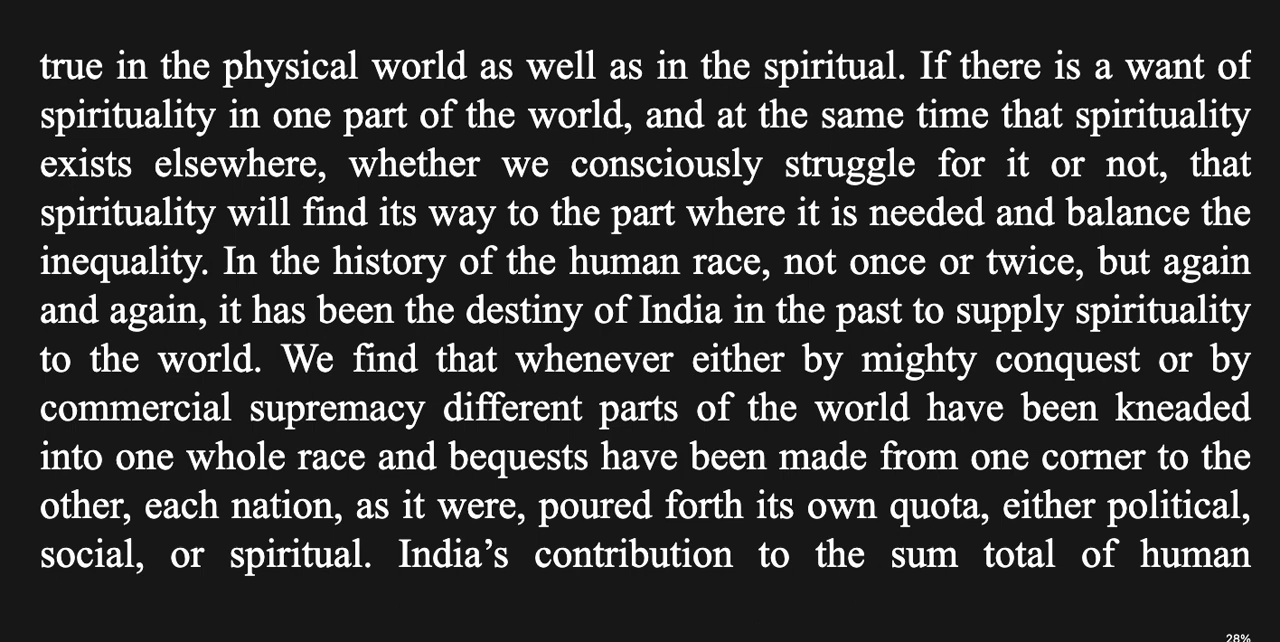 true in the physical world as well as in the spiritual. If there is a want of
spirituality in one part of the world, and at the same time that spirituality
exists elsewhere, whether we consciously struggle for it or not, that
spirituality will find its way to the part where it is needed and balance the
inequality. In the history of the human race, not once or twice, but again
and again, it has been the destiny of India in the past to supply spirituality
to the world. We find that whenever either by mighty conquest or by
commercial supremacy different parts of the world have been kneaded
into one whole race and bequests have been made from one corner to the
other, each nation, as it were, poured forth its own quota, either political,
social, or spiritual. India’s contribution to the sum total of human
28%